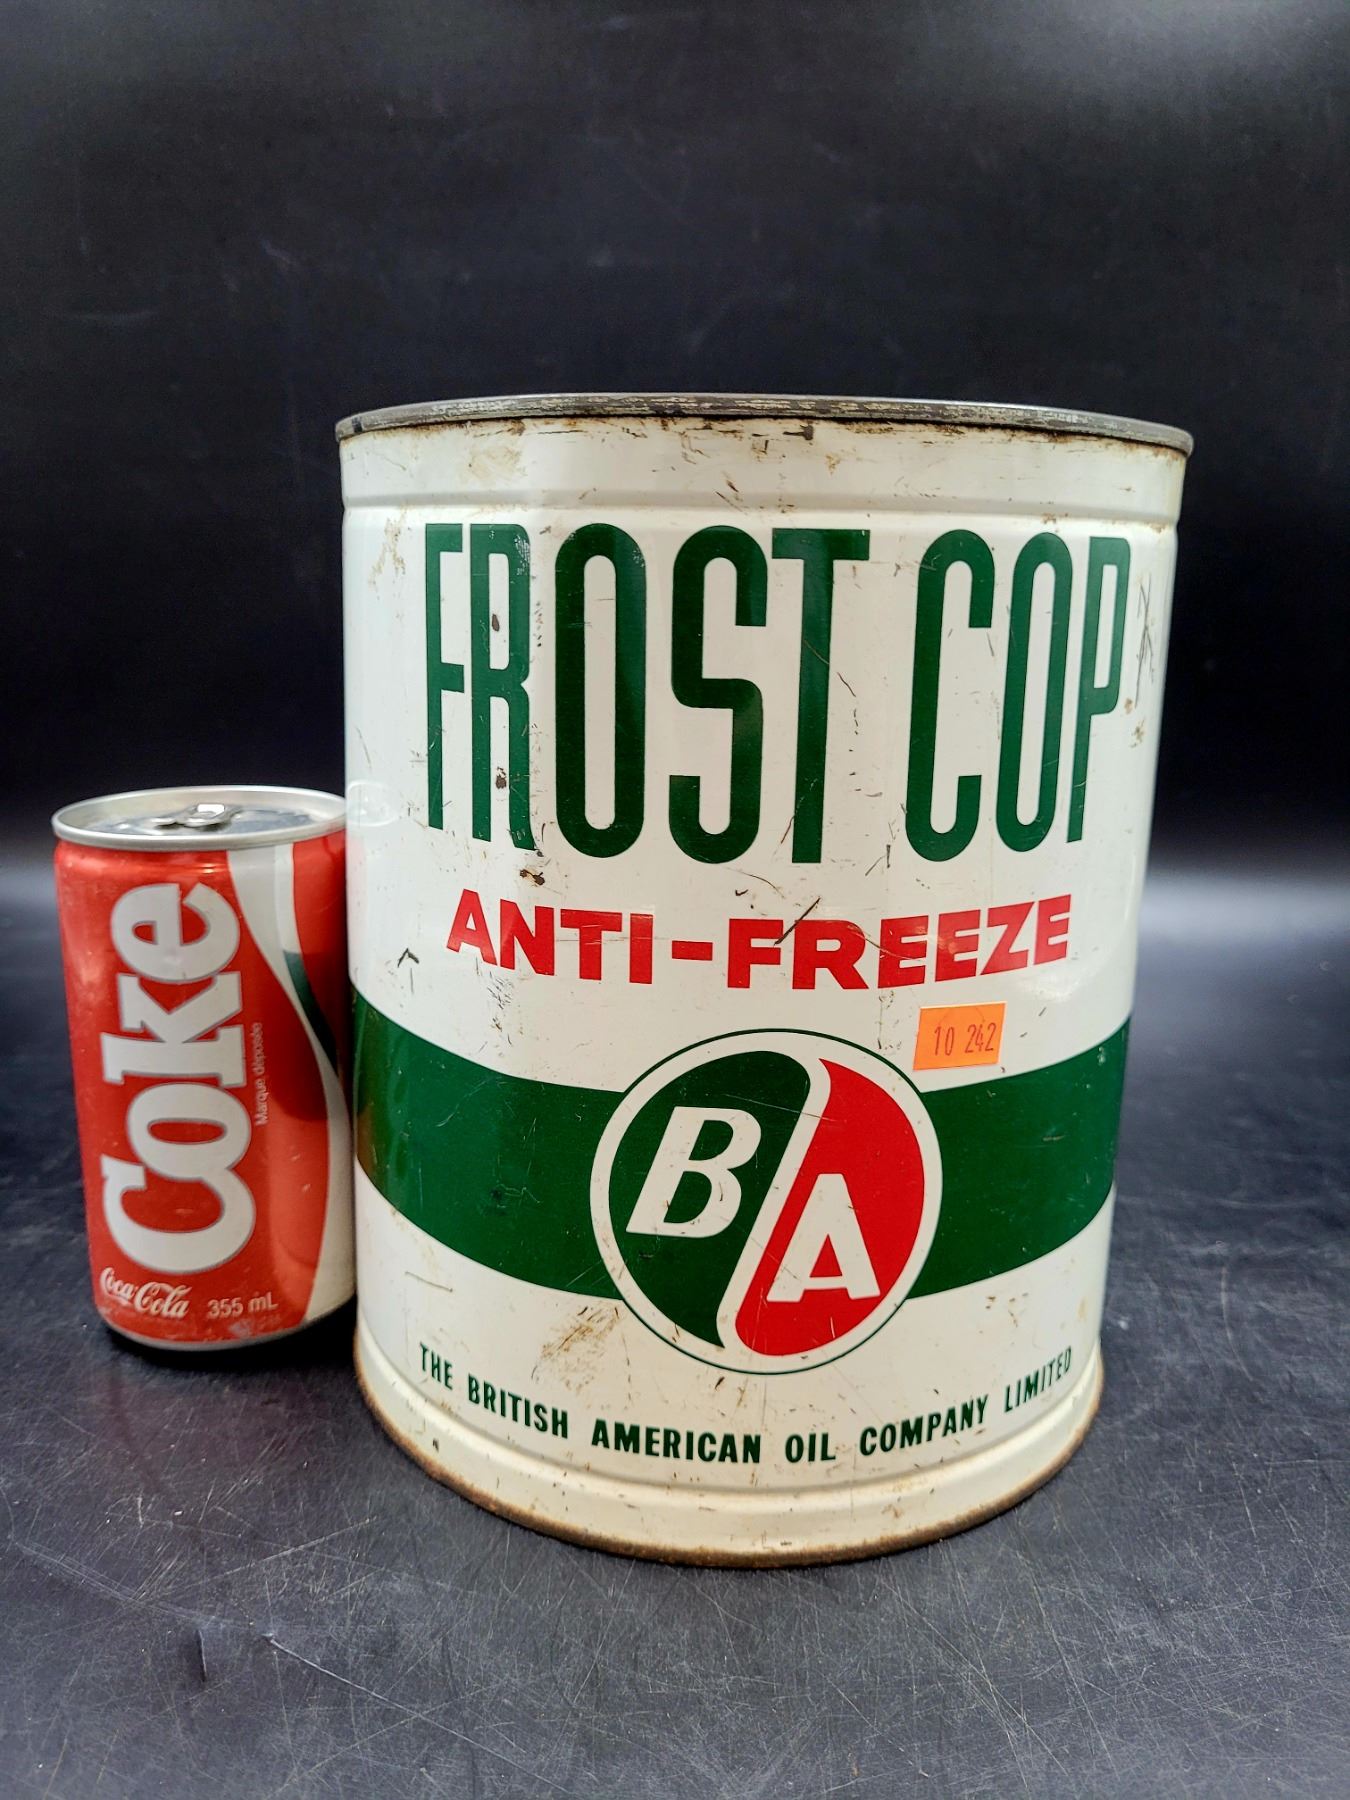 FROST COP
ANTI-FREEZE
10 242
B A
THE BRITISH AMERICAN OIL COMPANY LIMITED
Coke
Marque déposée
Coca-Cola 355 mL